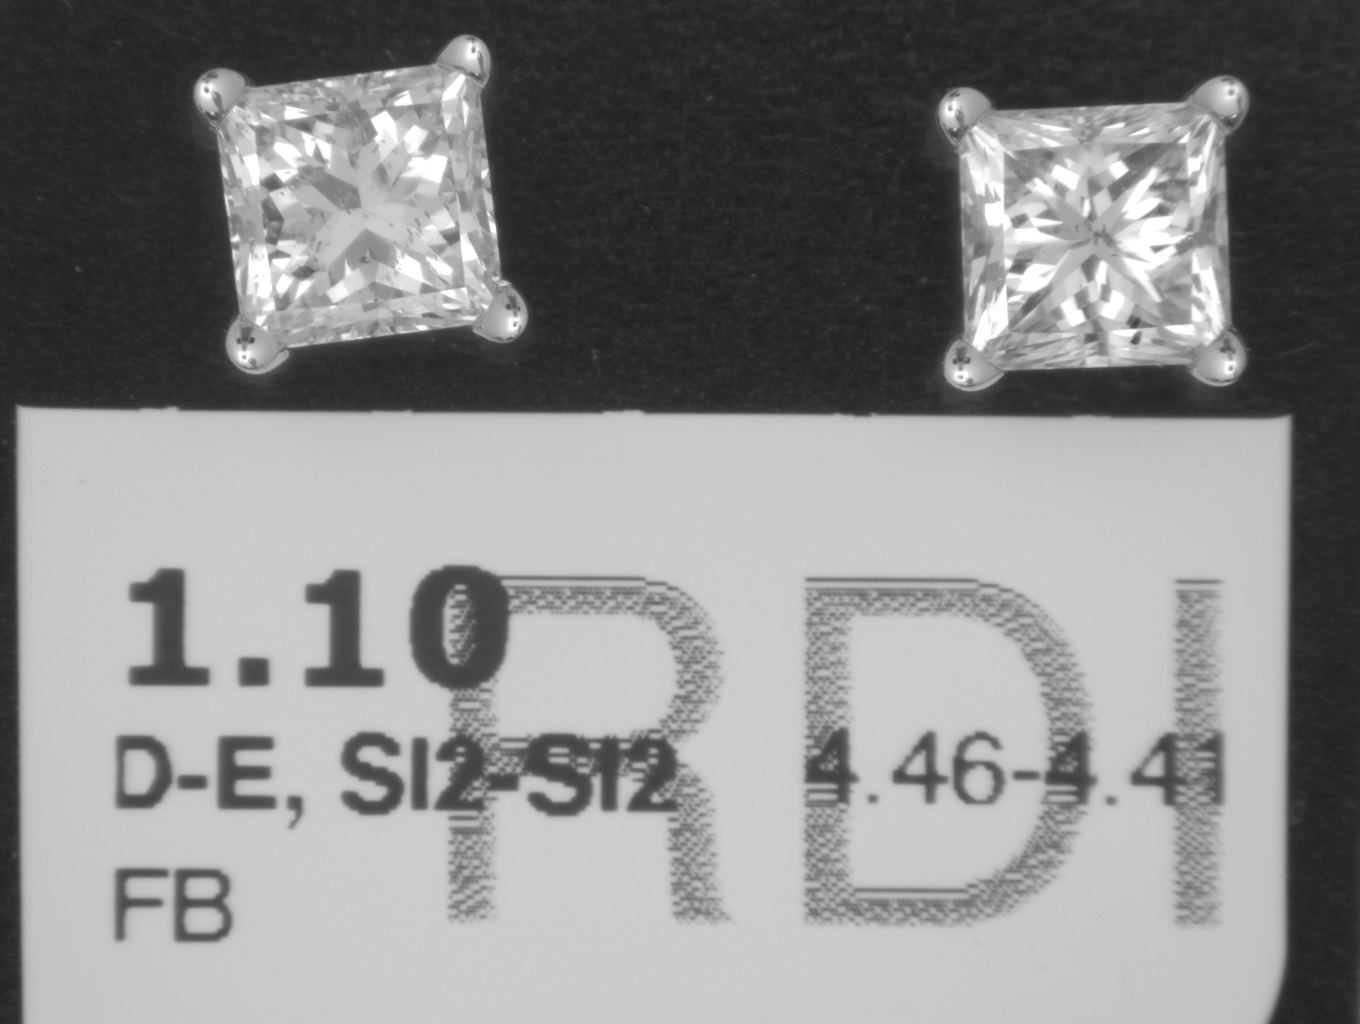 1.10
RDI
D-E, SI2-SI2 4.46-4.41
FB